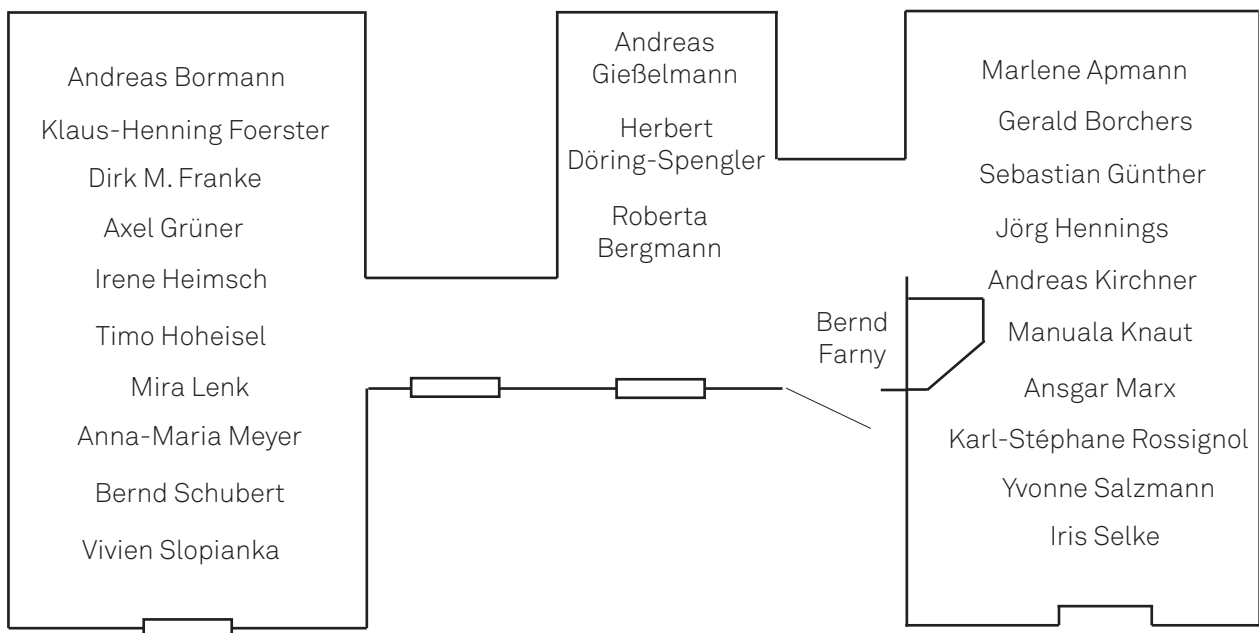 Andreas Bormann
Klaus-Henning Foerster
Dirk M. Franke
Axel Grüner
Irene Heimsch
Timo Hoheisel
Mira Lenk
Anna-Maria Meyer
Bernd Schubert
Vivien Slopianka
Andreas
Gießelmann
Herbert
Döring-Spengler
Roberta
Bergmann
Bernd
Farny
Marlene Apmann
Gerald Borchers
Sebastian Günther
Jörg Hennings
Andreas Kirchner
Manuala Knaut
Ansgar Marx
Karl-Stéphane Rossignol
Yvonne Salzmann
Iris Selke